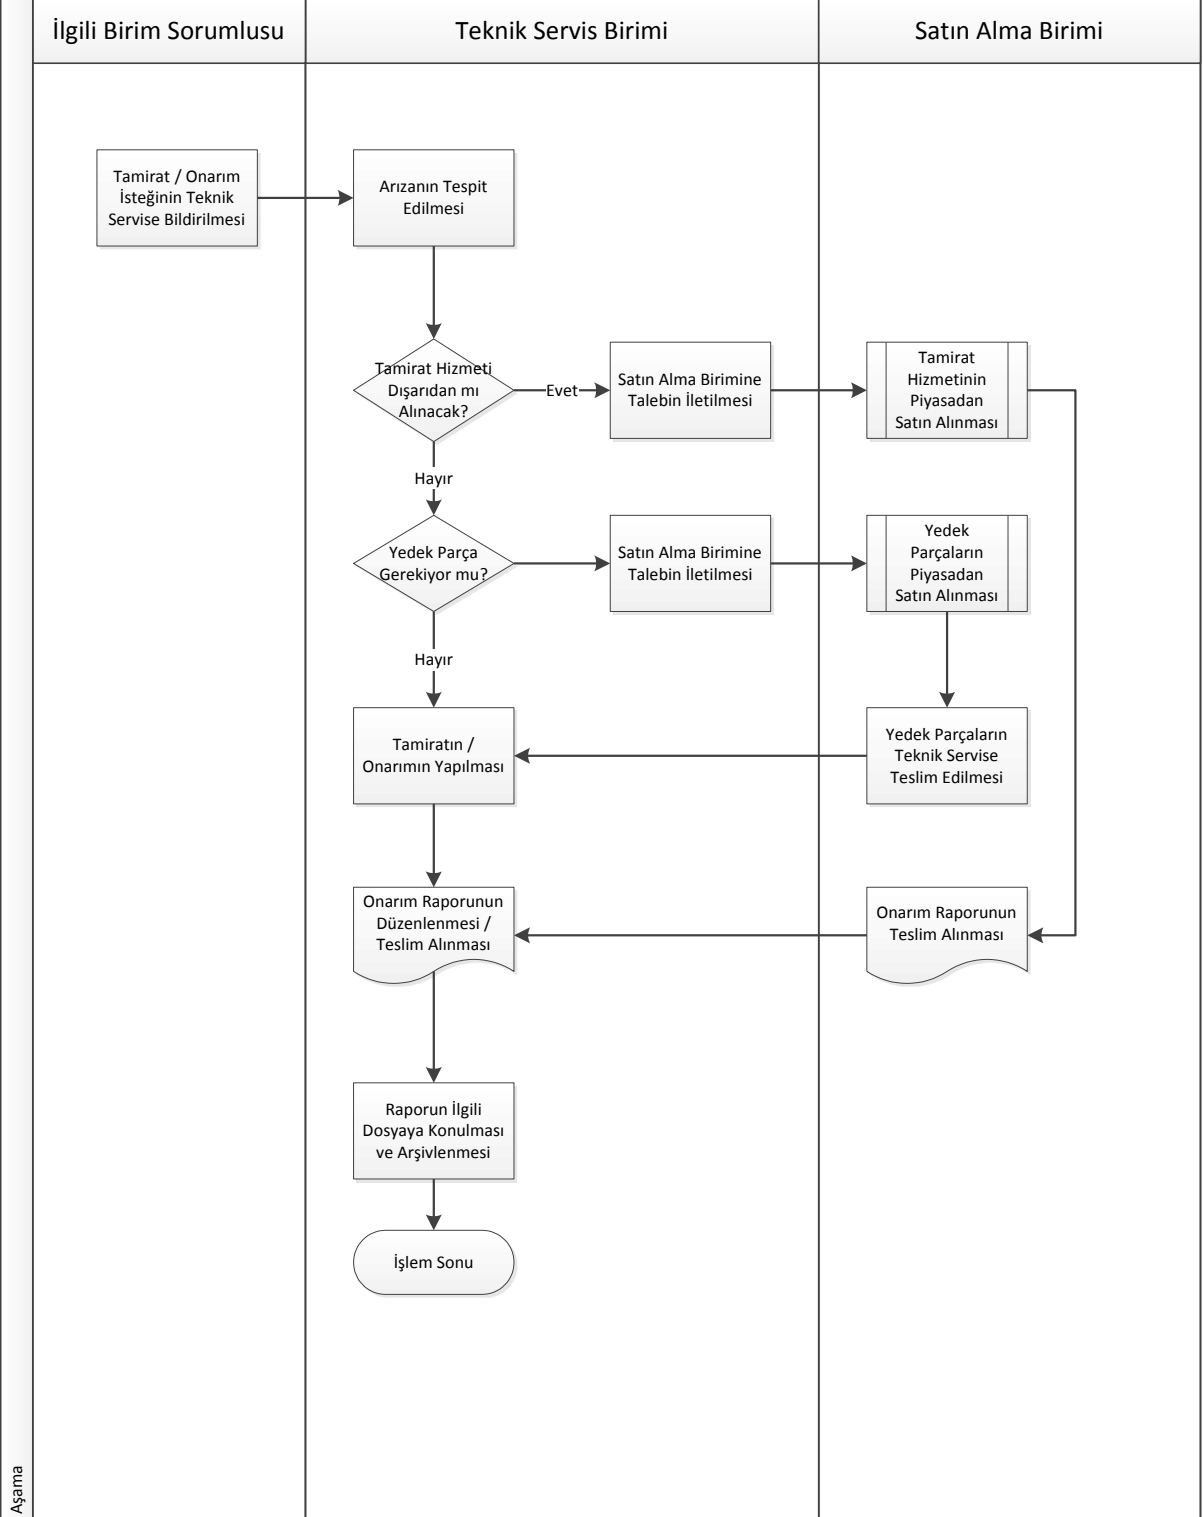 İlgili Birim Sorumlusu
Teknik Servis Birimi
Satın Alma Birimi
Tamirat / Onarım
İsteğinin Teknik
Servise Bildirilmesi
Arızanın Tespit
Edilmesi
Tamirat Hizmeti
Dışarıdan mı
Alınacak?
Evet
Satın Alma Birimine
Talebin İletilmesi
Tamirat
Hizmetinin
Piyasadan
Satın Alınması
Hayır
Yedek Parça
Gerekiyor mu?
Satın Alma Birimine
Talebin İletilmesi
Yedek
Parçaların
Piyasadan
Satın Alınması
Hayır
Tamiratın /
Onarımın Yapılması
Yedek Parçaların
Teknik Servise
Teslim Edilmesi
Onarım Raporunun
Düzenlenmesi /
Teslim Alınması
Onarım Raporunun
Teslim Alınması
Raporun İlgili
Dosyaya Konulması
ve Arşivlenmesi
İşlem Sonu
Aşama